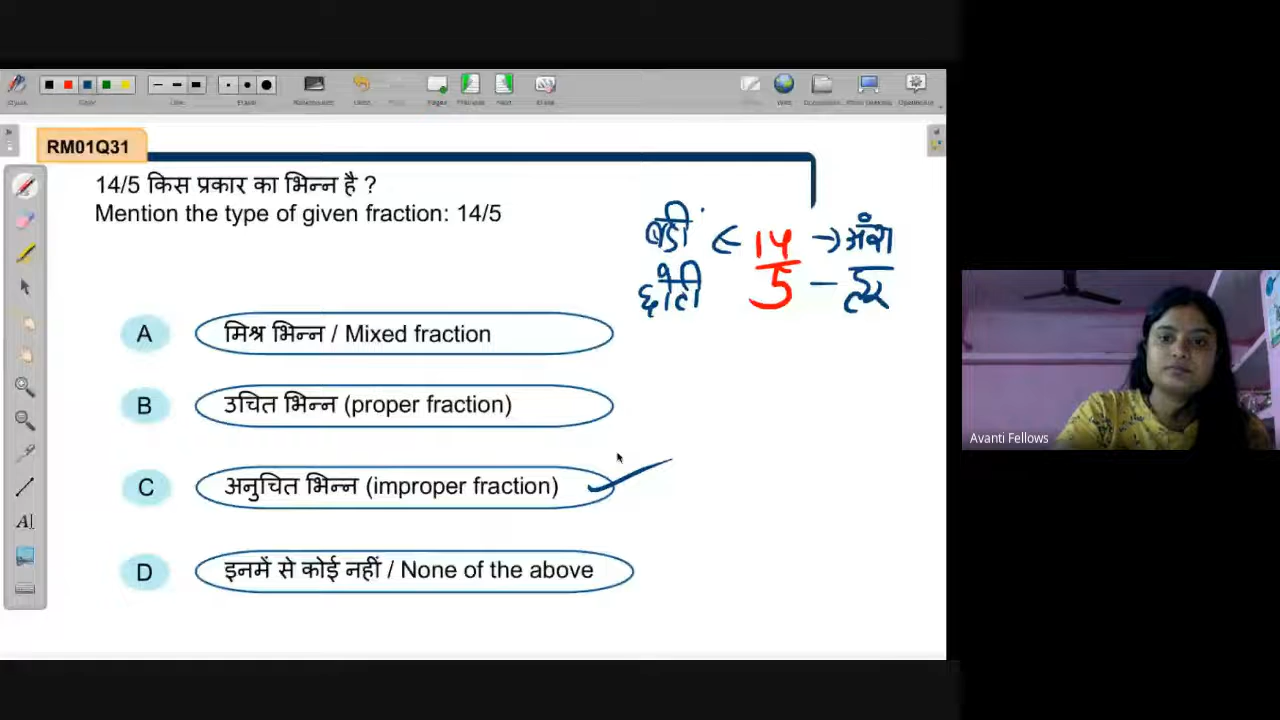 RM01Q31
14/5 किस प्रकार का भिन्न है ?
Mention the type of given fraction: 14/5
बड़ी ← 14 → अंश
छोटी 5 – हर
A मिश्र भिन्न / Mixed fraction
B उचित भिन्न (proper fraction)
C अनुचित भिन्न (improper fraction)
D इनमें से कोई नहीं / None of the above
Avanti Fellows